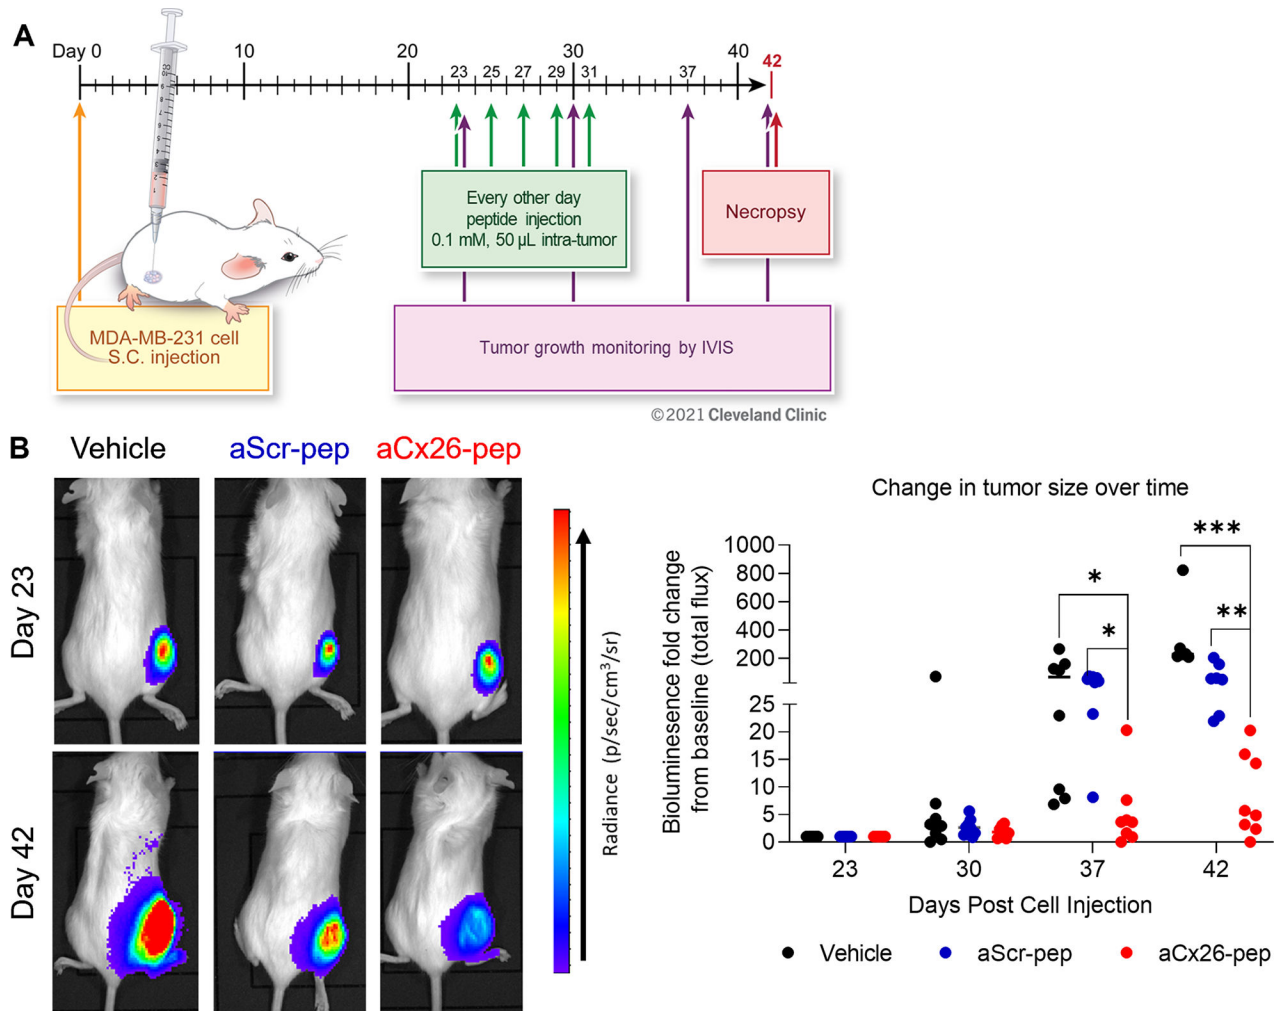 A
Day 0
10
20
30
40
42
23
25
27
29
31
37
Every other day
peptide injection
0.1 mM, 50 µL intra-tumor
Necropsy
MDA-MB-231 cell
S.C. injection
Tumor growth monitoring by IVIS
©2021 Cleveland Clinic
B
Vehicle
aScr-pep
aCx26-pep
Day 23
Day 42
Radiance (p/sec/cm³/sr)
Change in tumor size over time
Bioluminesence fold change
from baseline (total flux)
1000
800
600
400
200
25
20
15
10
5
0
*
*
***
**
23
30
37
42
Days Post Cell Injection
Vehicle
aScr-pep
aCx26-pep